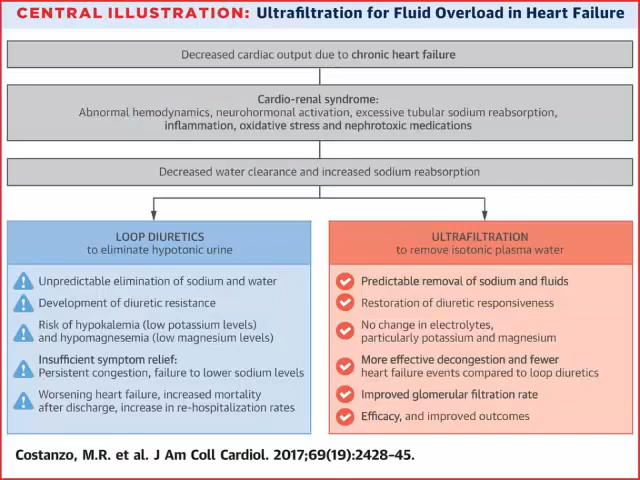 CENTRAL ILLUSTRATION: Ultrafiltration for Fluid Overload in Heart Failure
Decreased cardiac output due to chronic heart failure
Cardio-renal syndrome:
Abnormal hemodynamics, neurohormonal activation, excessive tubular sodium reabsorption,
inflammation, oxidative stress and nephrotoxic medications
Decreased water clearance and increased sodium reabsorption
LOOP DIURETICS
to eliminate hypotonic urine
Unpredictable elimination of sodium and water
Development of diuretic resistance
Risk of hypokalemia (low potassium levels)
and hypomagnesemia (low magnesium levels)
Insufficient symptom relief:
Persistent congestion, failure to lower sodium levels
Worsening heart failure, increased mortality
after discharge, increase in re-hospitalization rates
ULTRAFILTRATION
to remove isotonic plasma water
Predictable removal of sodium and fluids
Restoration of diuretic responsiveness
No change in electrolytes,
particularly potassium and magnesium
More effective decongestion and fewer
heart failure events compared to loop diuretics
Improved glomerular filtration rate
Efficacy, and improved outcomes
Costanzo, M.R. et al. J Am Coll Cardiol. 2017;69(19):2428–45.